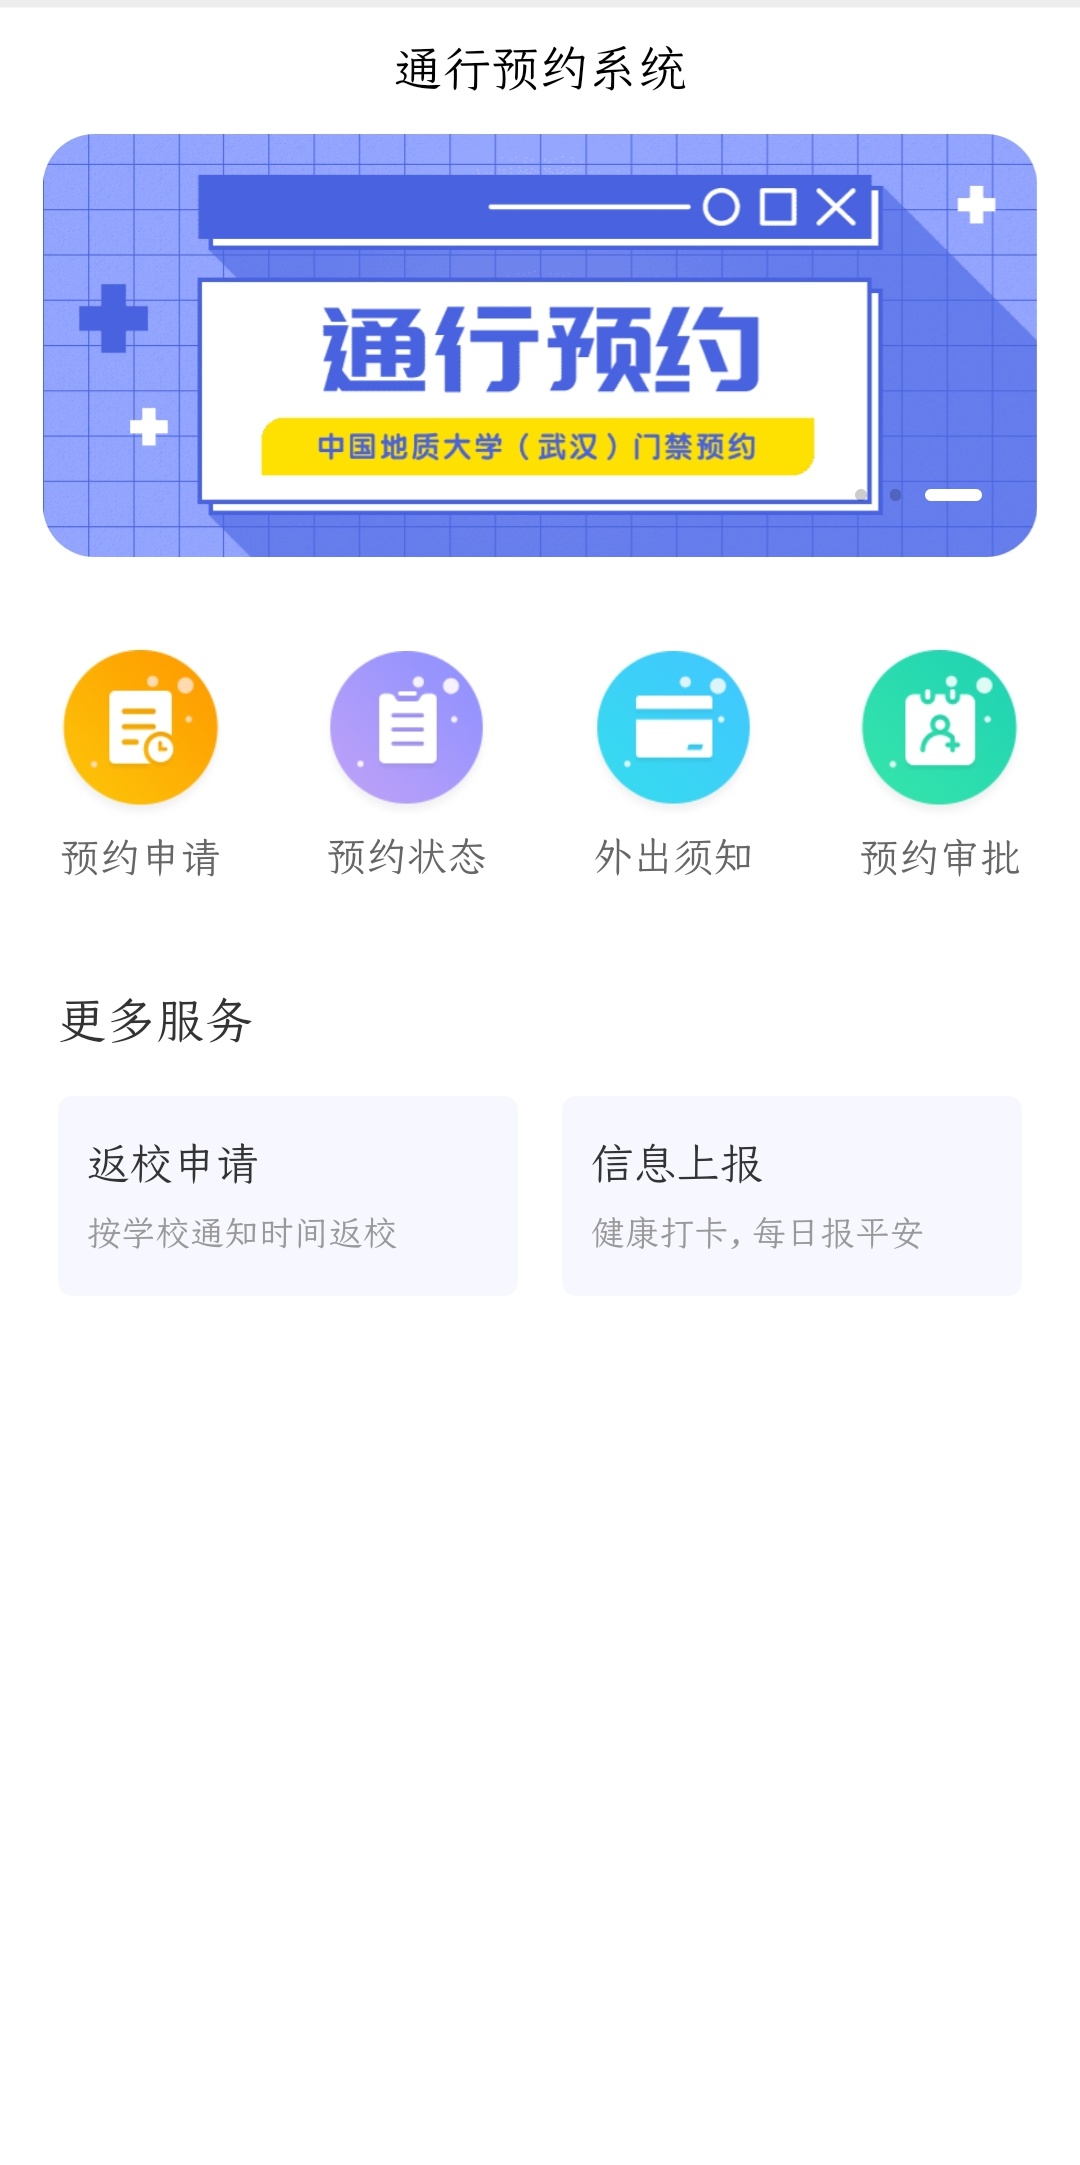 通行预约系统
通行预约
中国地质大学（武汉）门禁预约
预约申请
预约状态
外出须知
预约审批
更多服务
返校申请
信息上报
按学校通知时间返校
健康打卡，每日报平安